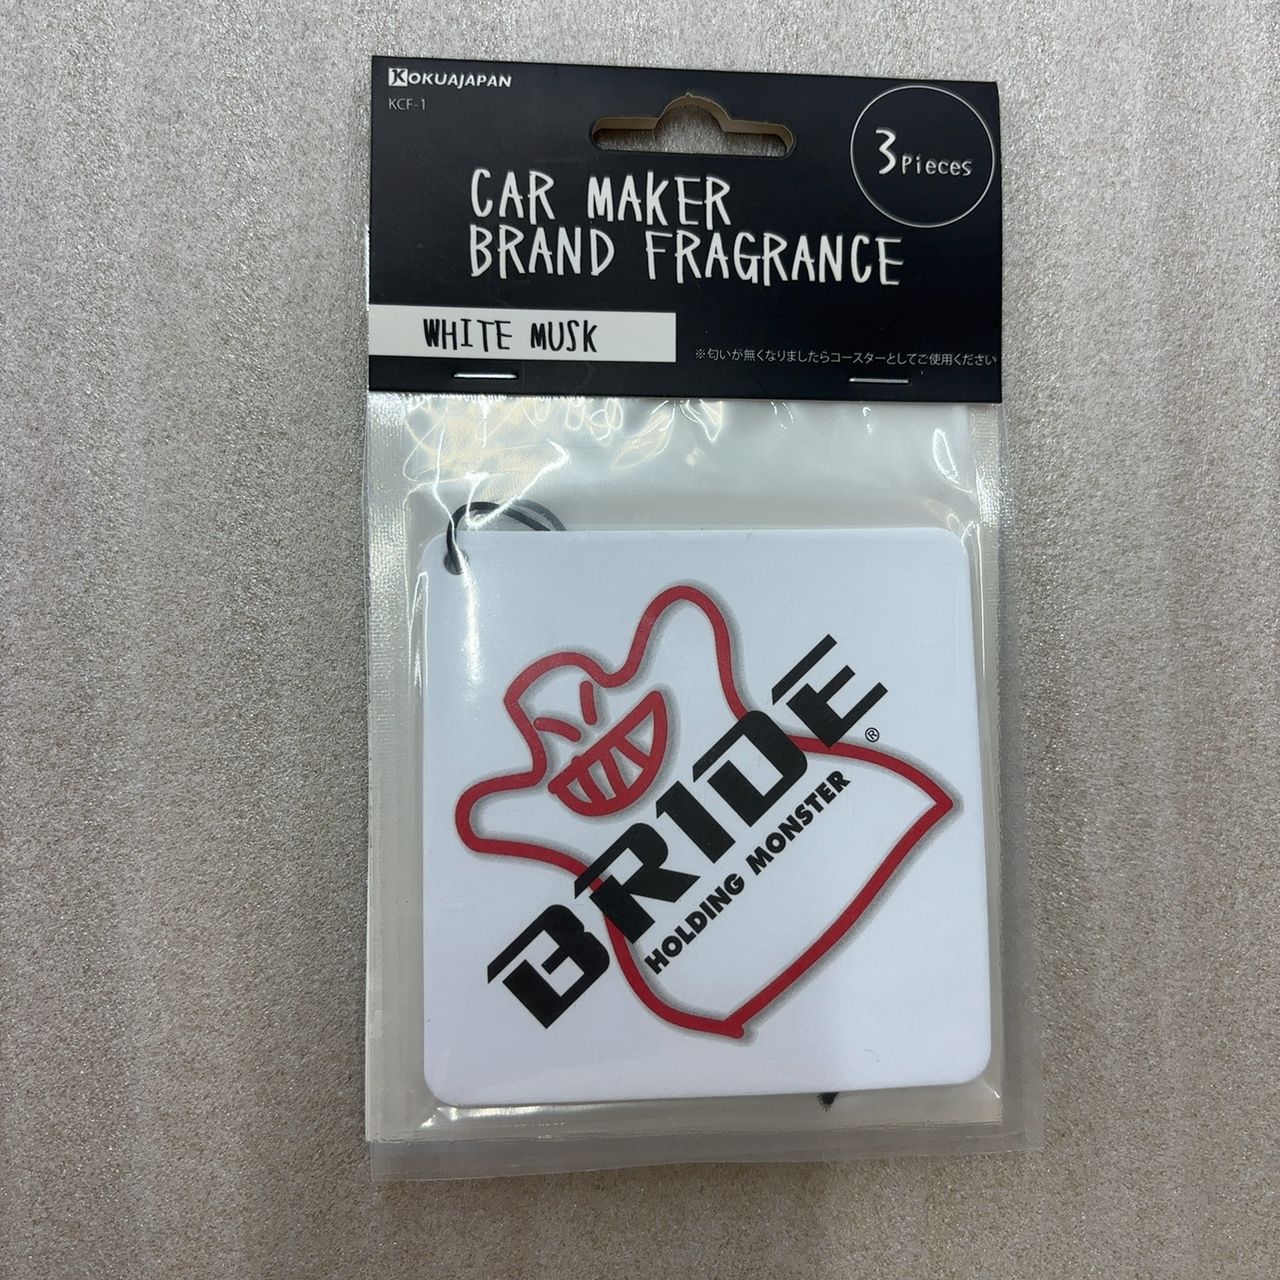 KOKUAJAPAN
KCF-1
3 Pieces
CAR MAKER
BRAND FRAGRANCE
WHITE MUSK
※匂いが無くなりましたらコースターとしてご使用ください
BRIDE®
HOLDING MONSTER